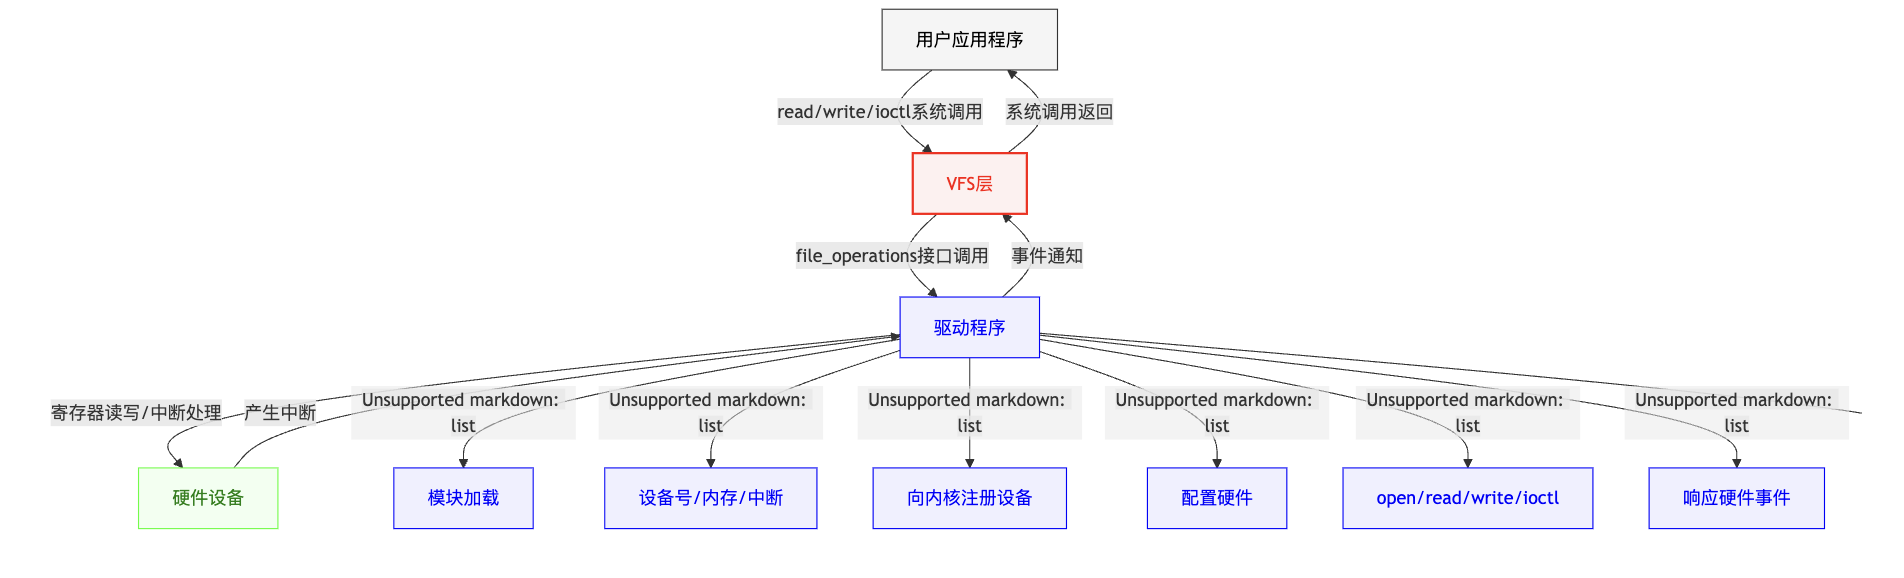 用户应用程序
read/write/ioctl系统调用
系统调用返回
VFS层
file_operations接口调用
事件通知
驱动程序
寄存器读写/中断处理
产生中断
Unsupported markdown:
list
Unsupported markdown:
list
Unsupported markdown:
list
Unsupported markdown:
list
Unsupported markdown:
list
Unsupported markdown:
list
硬件设备
模块加载
设备号/内存/中断
向内核注册设备
配置硬件
open/read/write/ioctl
响应硬件事件